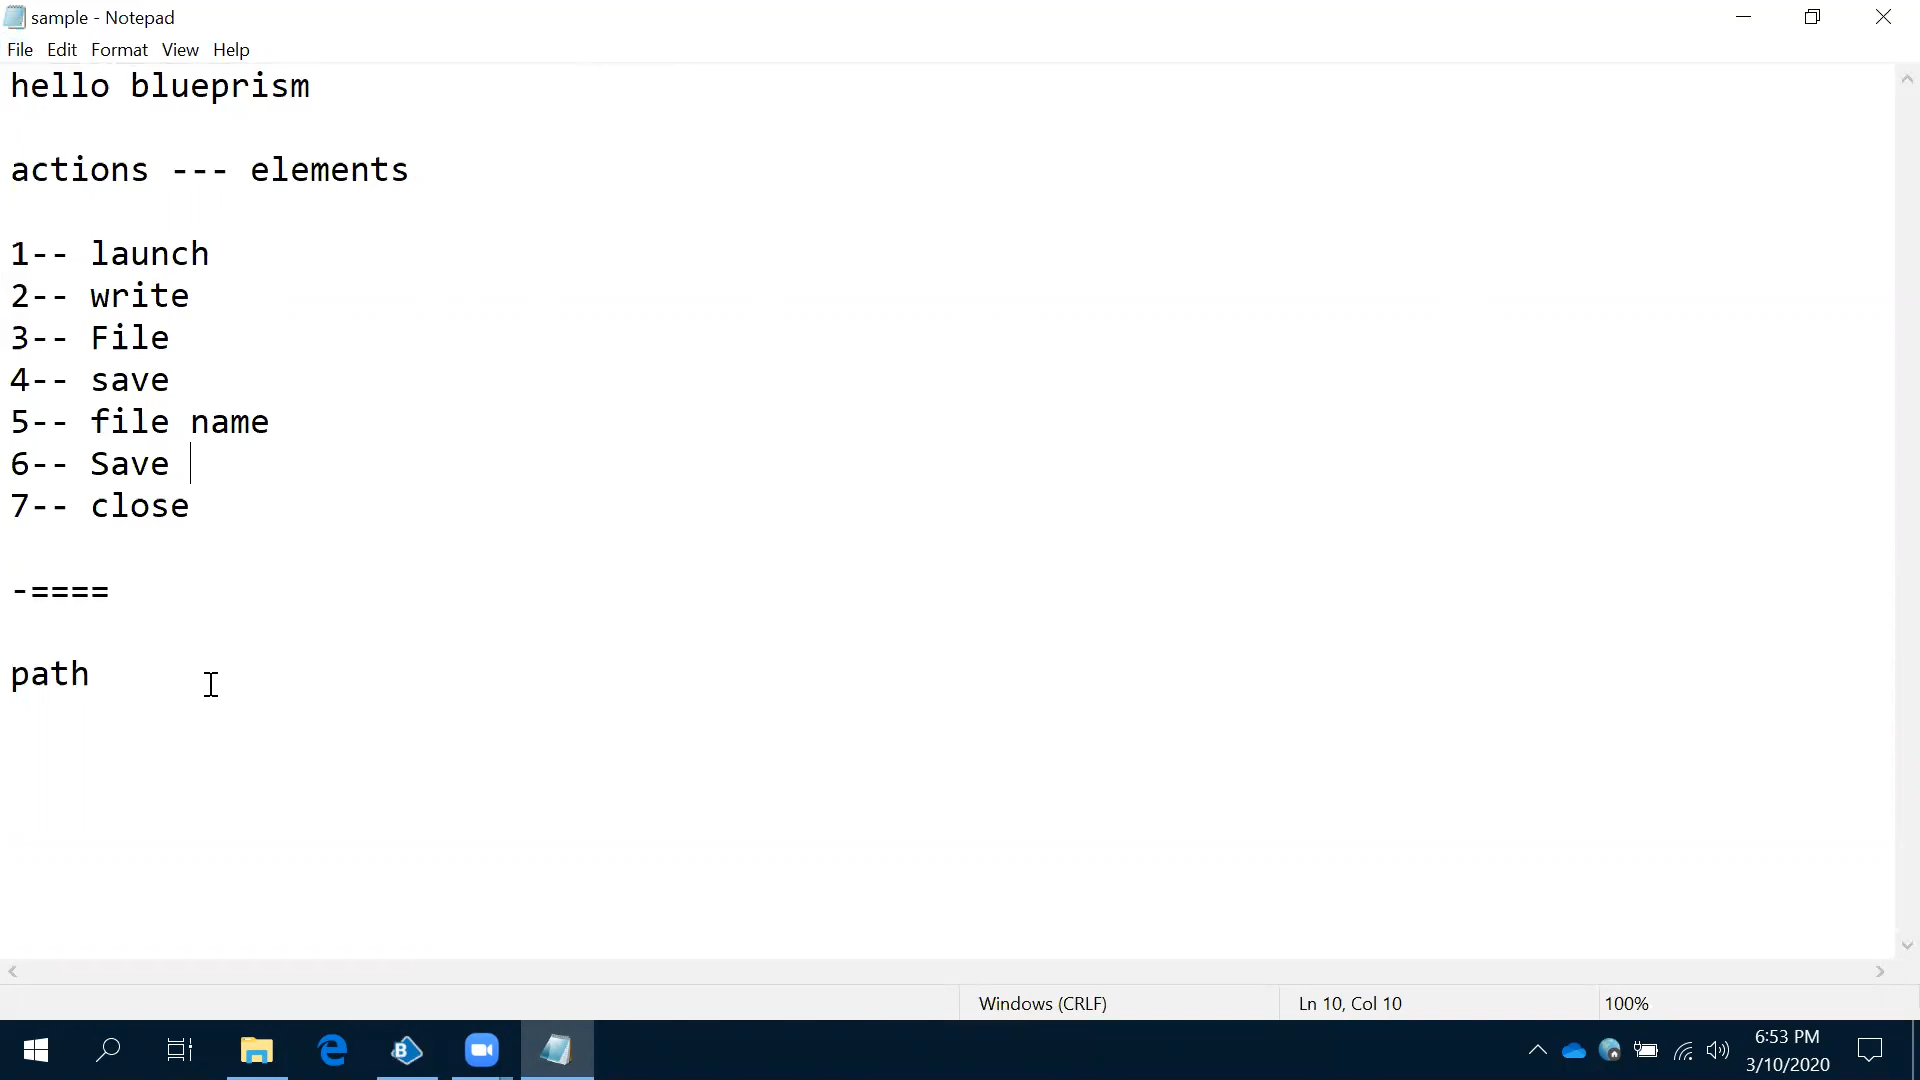 sample - Notepad
File Edit Format View Help
hello blueprism
actions --- elements
1-- launch
2-- write
3-- File
4-- save
5-- file name
6-- Save
7-- close
-====
path
Windows (CRLF) Ln 10, Col 10 100%
6:53 PM
3/10/2020